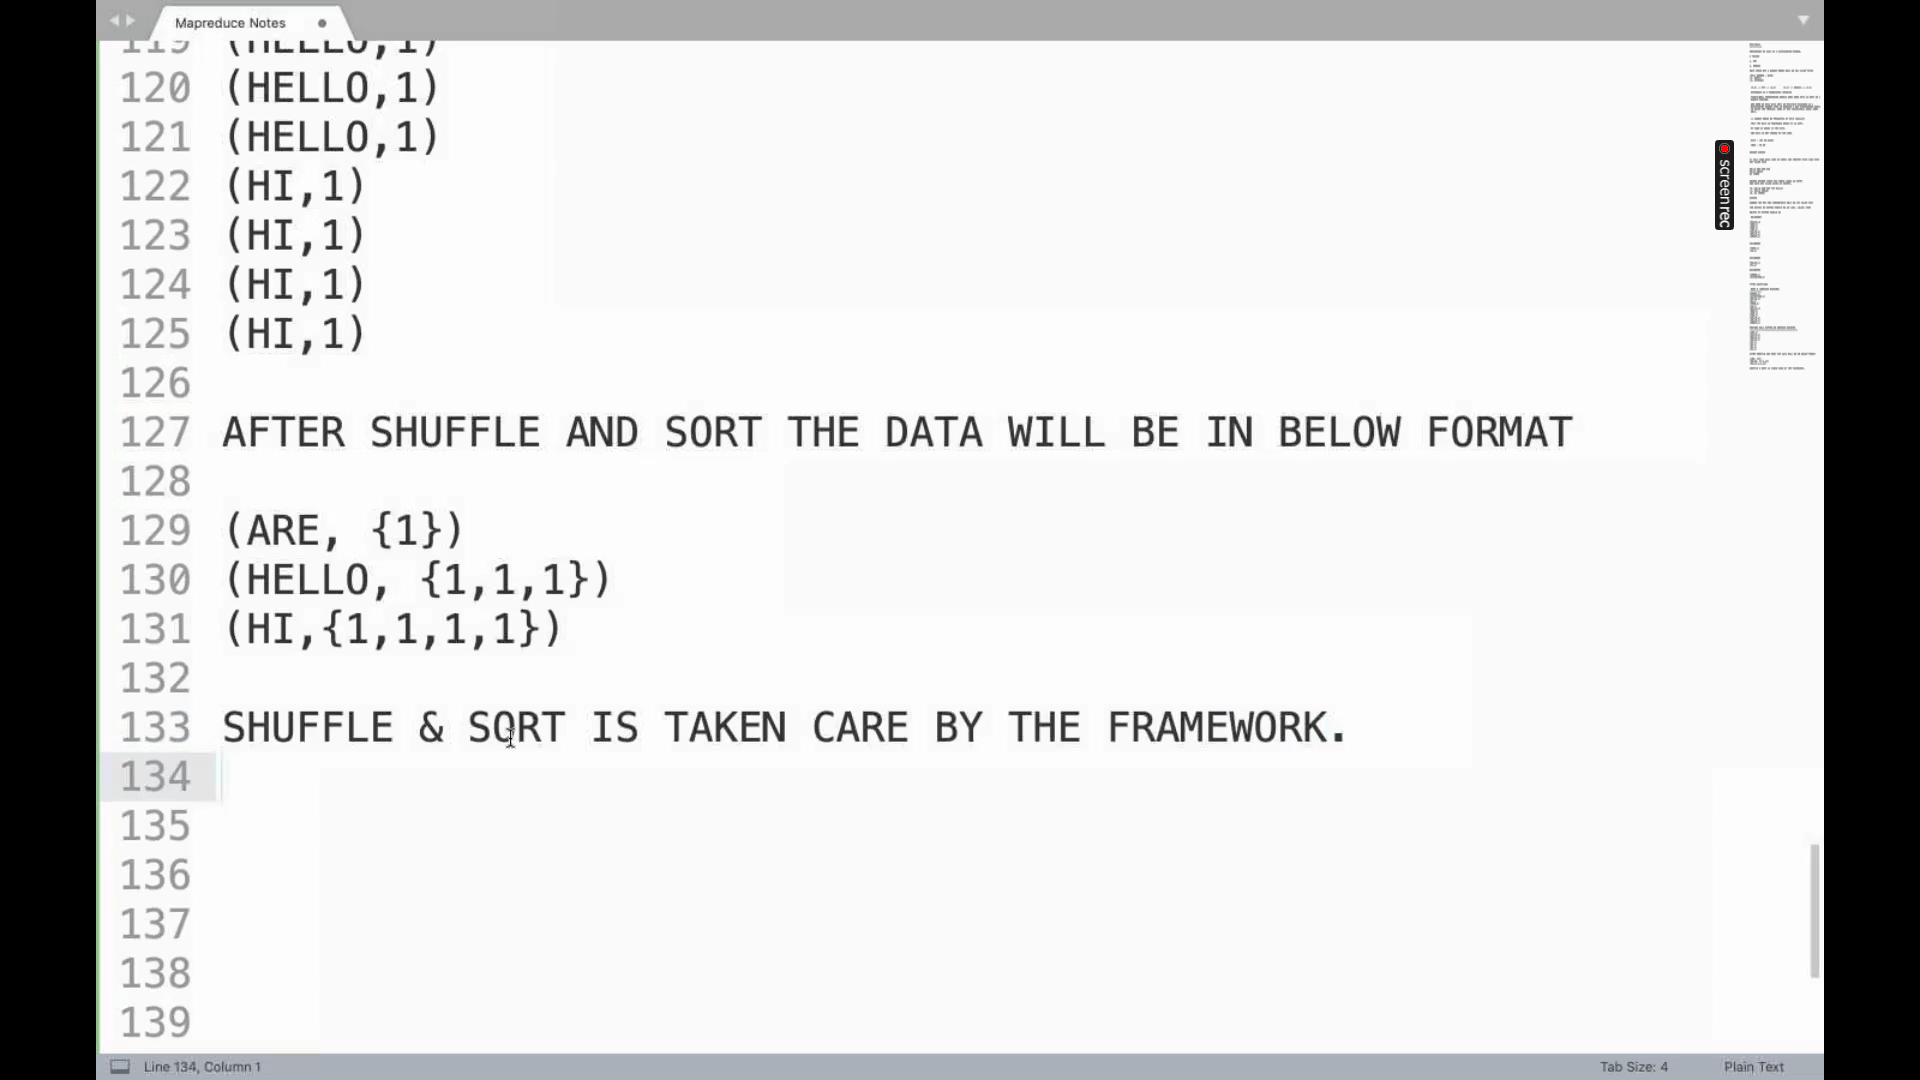 Mapreduce Notes
119 (HELLO,1)
120 (HELLO,1)
121 (HELLO,1)
122 (HI,1)
123 (HI,1)
124 (HI,1)
125 (HI,1)
126
127 AFTER SHUFFLE AND SORT THE DATA WILL BE IN BELOW FORMAT
128
129 (ARE, {1})
130 (HELLO, {1,1,1})
131 (HI,{1,1,1,1})
132
133 SHUFFLE & SORT IS TAKEN CARE BY THE FRAMEWORK.
134
135
136
137
138
139
screenrec
Line 134, Column 1
Tab Size: 4
Plain Text